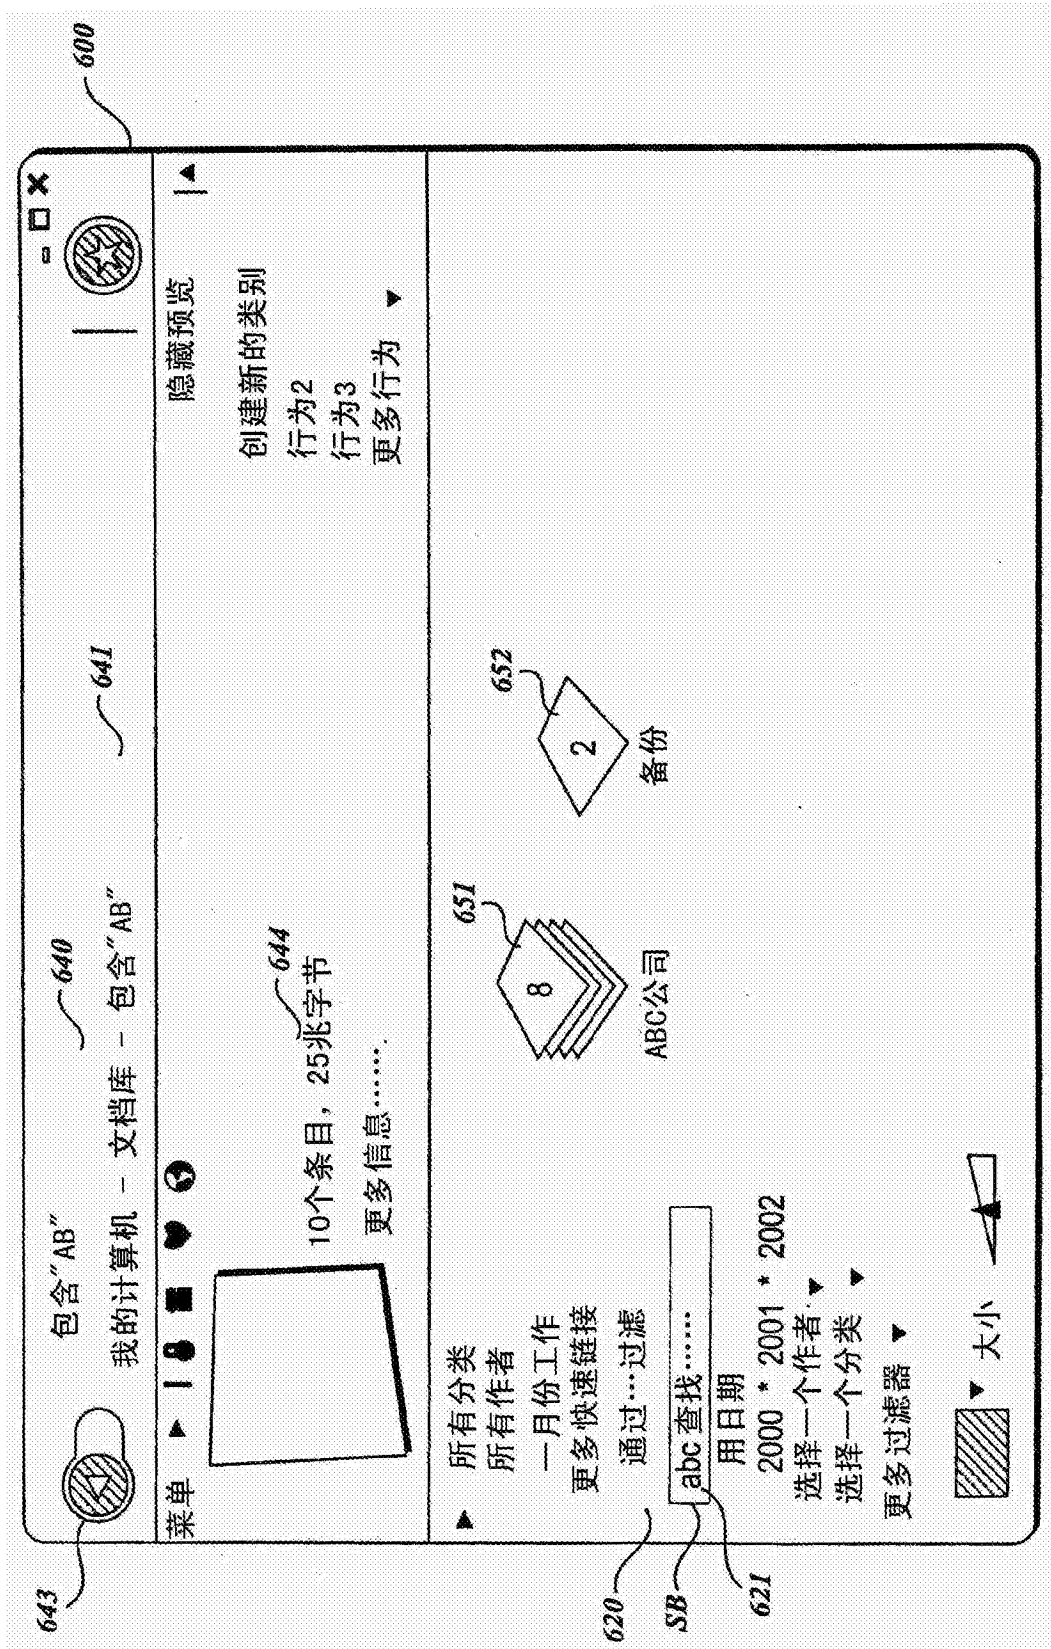 600
包含"AB"
640
641
我的计算机 - 文档库 - 包含"AB"
643
菜单
隐藏预览
644
10个条目，25兆字节
更多信息……
创建新的类别
行为2
行为3
更多行为
所有分类
所有作者
一月份工作
更多快速链接
620
通过…过滤
SB
abc查找……
621
用日期
2000 * 2001 * 2002
选择一个作者
选择一个分类
更多过滤器
大小
651
8
ABC公司
652
2
备份